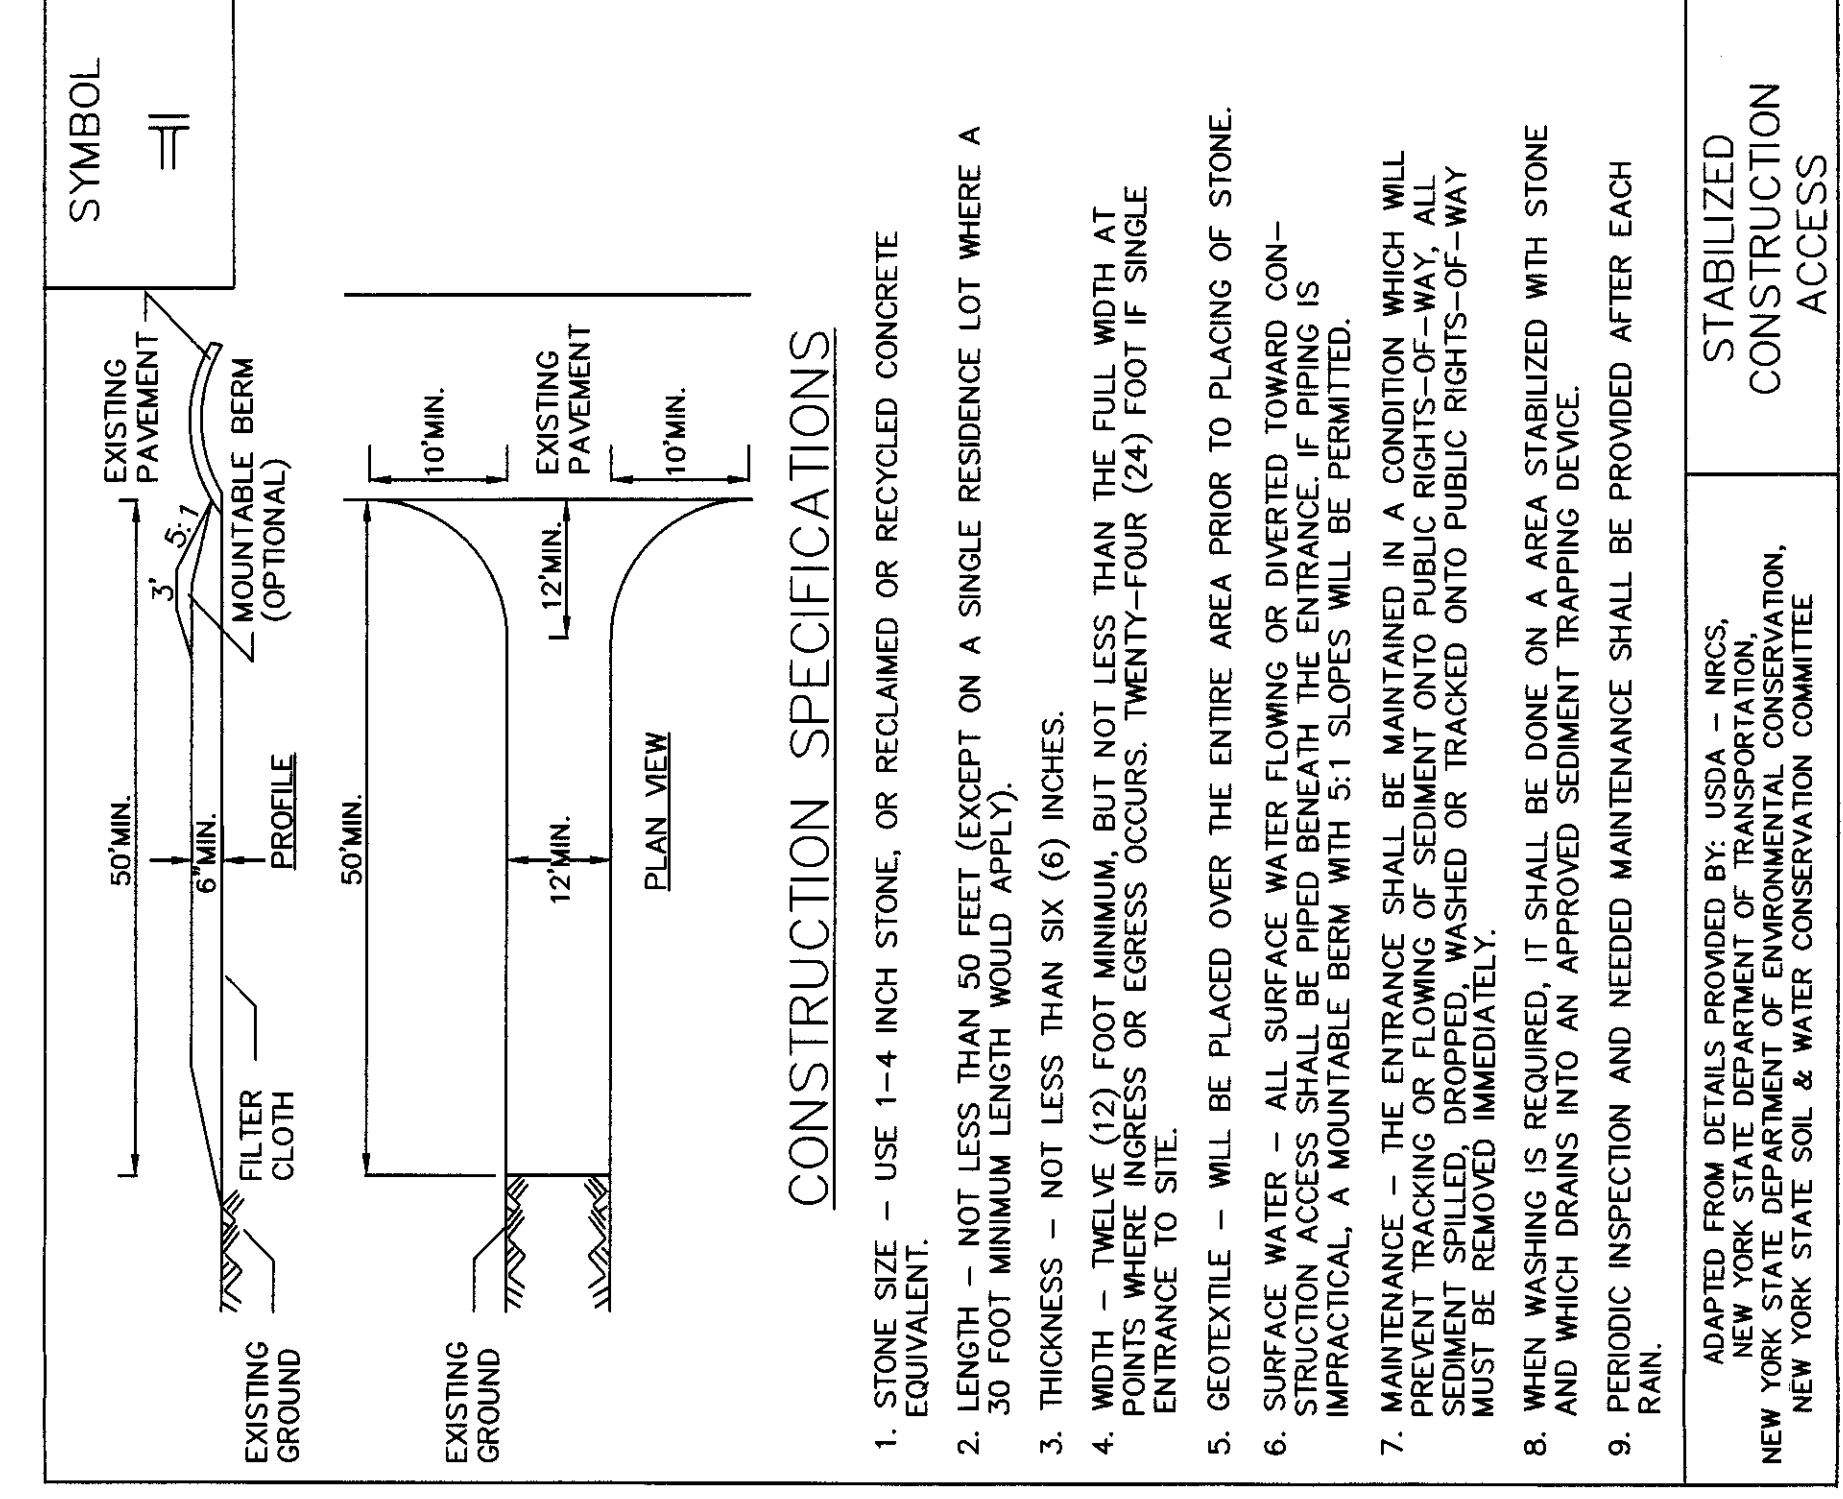 SYMBOL
50'MIN.
EXISTING
PAVEMENT
3'
5:1
6"MIN.
MOUNTABLE BERM
(OPTIONAL)
PROFILE
FILTER
CLOTH
EXISTING
GROUND
50'MIN.
10'MIN.
12'MIN.
EXISTING
PAVEMENT
12'MIN.
10'MIN.
PLAN VIEW
EXISTING
GROUND
CONSTRUCTION SPECIFICATIONS
1. STONE SIZE – USE 1–4 INCH STONE, OR RECLAIMED OR RECYCLED CONCRETE
EQUIVALENT.
2. LENGTH – NOT LESS THAN 50 FEET (EXCEPT ON A SINGLE RESIDENCE LOT WHERE A
30 FOOT MINIMUM LENGTH WOULD APPLY).
3. THICKNESS – NOT LESS THAN SIX (6) INCHES.
4. WIDTH – TWELVE (12) FOOT MINIMUM, BUT NOT LESS THAN THE FULL WIDTH AT
POINTS WHERE INGRESS OR EGRESS OCCURS. TWENTY–FOUR (24) FOOT IF SINGLE
ENTRANCE TO SITE.
5. GEOTEXTILE – WILL BE PLACED OVER THE ENTIRE AREA PRIOR TO PLACING OF STONE.
6. SURFACE WATER – ALL SURFACE WATER FLOWING OR DIVERTED TOWARD CON–
STRUCTION ACCESS SHALL BE PIPED BENEATH THE ENTRANCE. IF PIPING IS
IMPRACTICAL, A MOUNTABLE BERM WITH 5:1 SLOPES WILL BE PERMITTED.
7. MAINTENANCE – THE ENTRANCE SHALL BE MAINTAINED IN A CONDITION WHICH WILL
PREVENT TRACKING OR FLOWING OF SEDIMENT ONTO PUBLIC RIGHTS–OF–WAY, ALL
SEDIMENT SPILLED, DROPPED, WASHED OR TRACKED ONTO PUBLIC RIGHTS–OF–WAY
MUST BE REMOVED IMMEDIATELY.
8. WHEN WASHING IS REQUIRED, IT SHALL BE DONE ON A AREA STABILIZED WITH STONE
AND WHICH DRAINS INTO AN APPROVED SEDIMENT TRAPPING DEVICE.
9. PERIODIC INSPECTION AND NEEDED MAINTENANCE SHALL BE PROVIDED AFTER EACH
RAIN.
ADAPTED FROM DETAILS PROVIDED BY: USDA – NRCS,
NEW YORK STATE DEPARTMENT OF TRANSPORTATION,
NEW YORK STATE DEPARTMENT OF ENVIRONMENTAL CONSERVATION,
NEW YORK STATE SOIL & WATER CONSERVATION COMMITTEE
STABILIZED
CONSTRUCTION
ACCESS